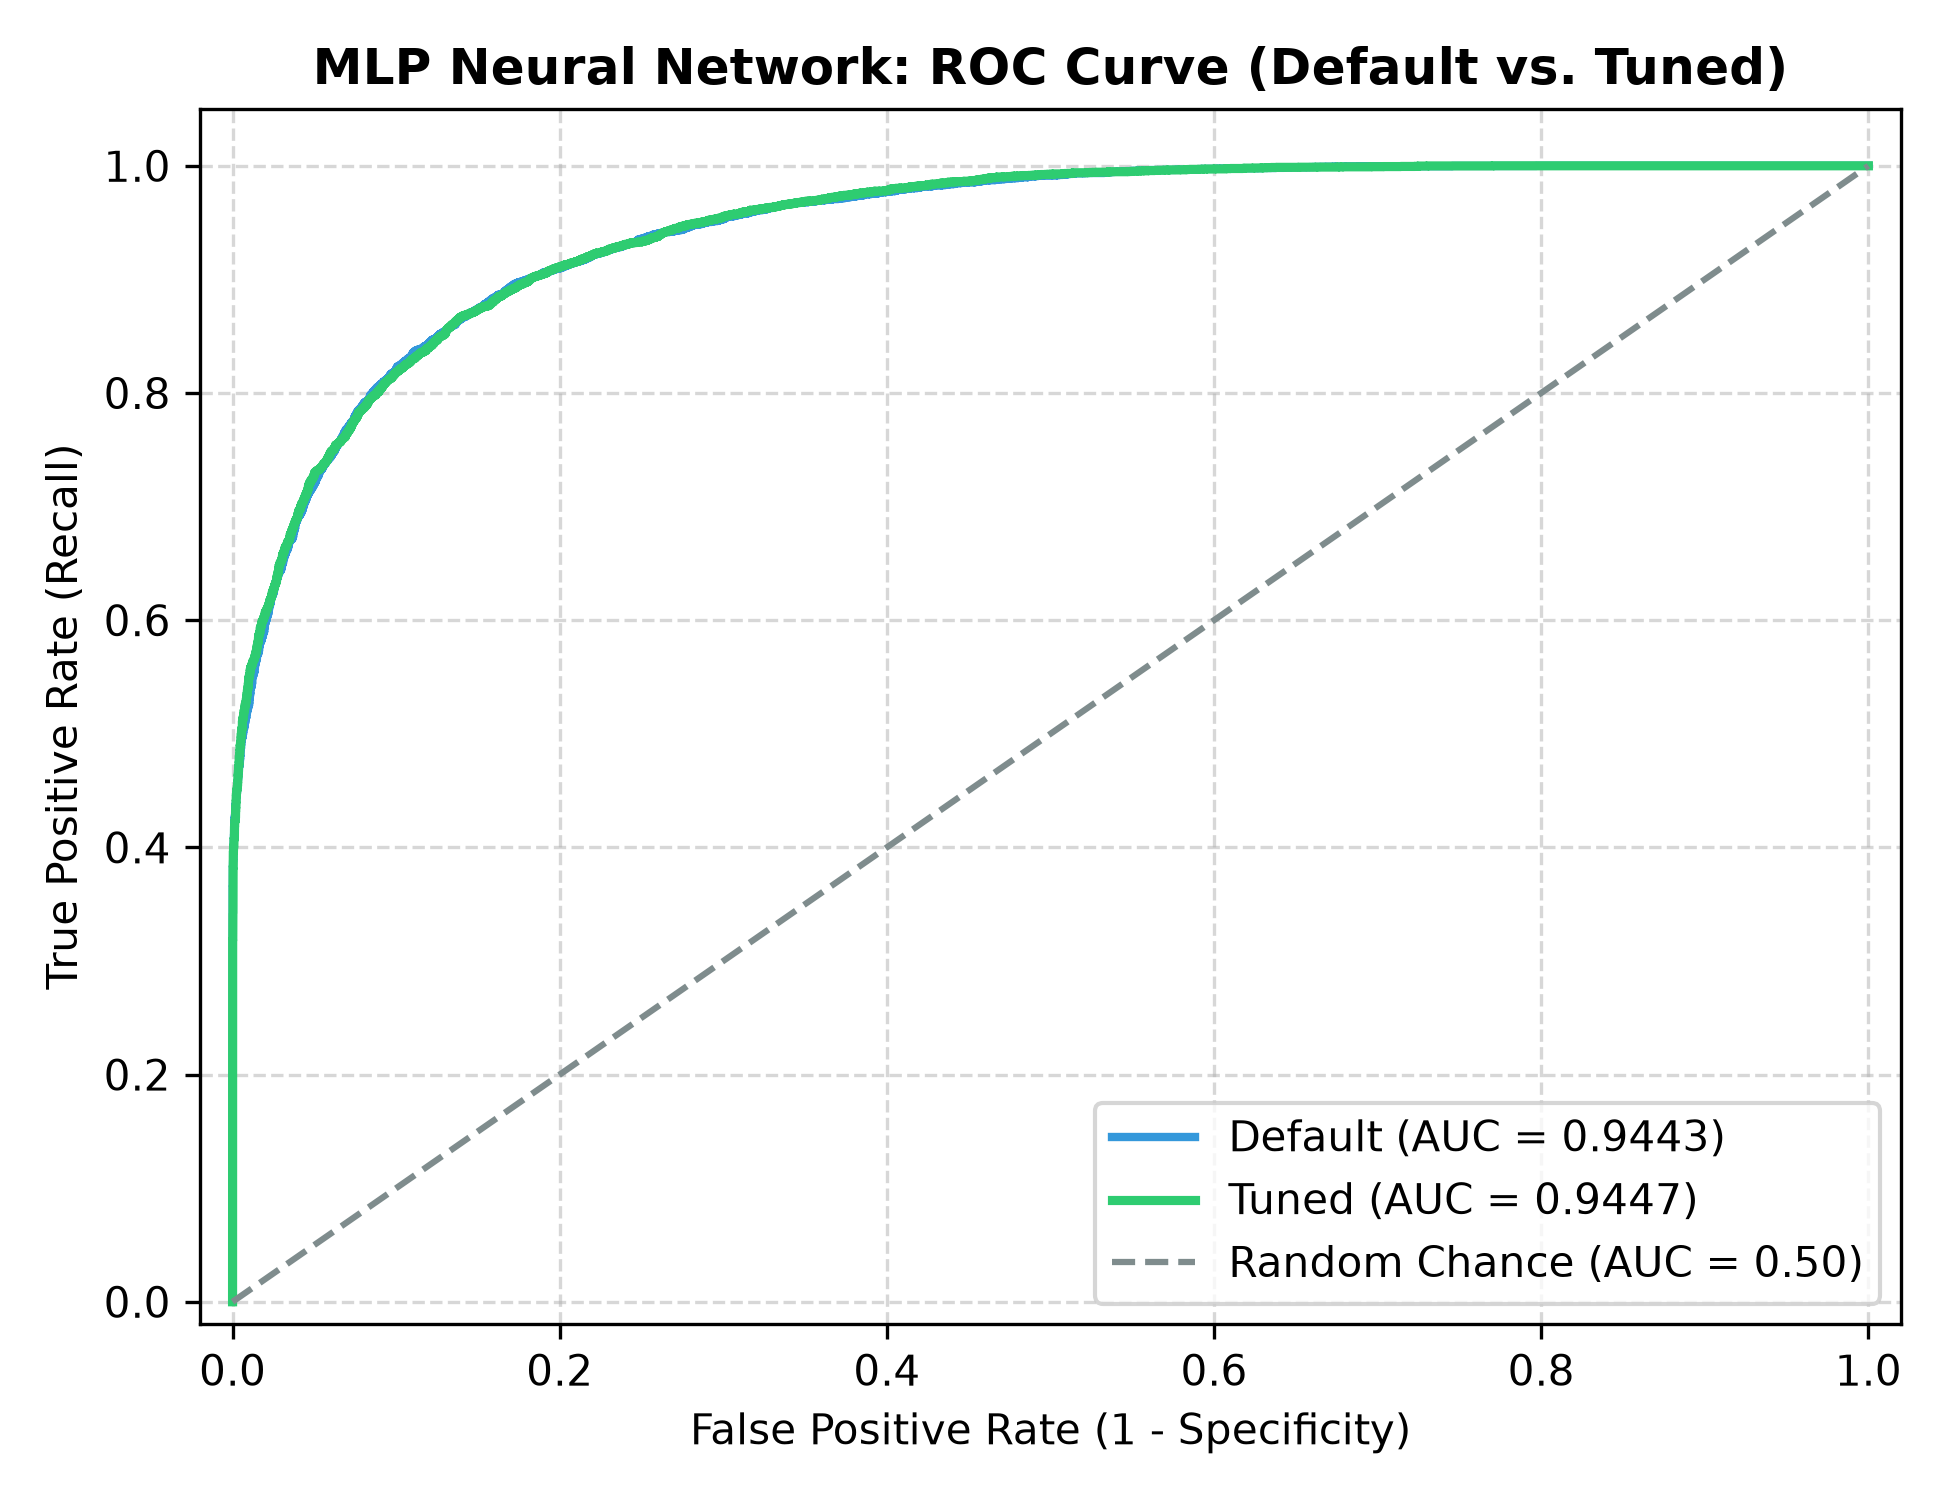 MLP Neural Network: ROC Curve (Default vs. Tuned)
1.0
0.8
0.6
0.4
0.2
0.0
True Positive Rate (Recall)
Default (AUC = 0.9443)
Tuned (AUC = 0.9447)
Random Chance (AUC = 0.50)
0.0 0.2 0.4 0.6 0.8 1.0
False Positive Rate (1 - Specificity)